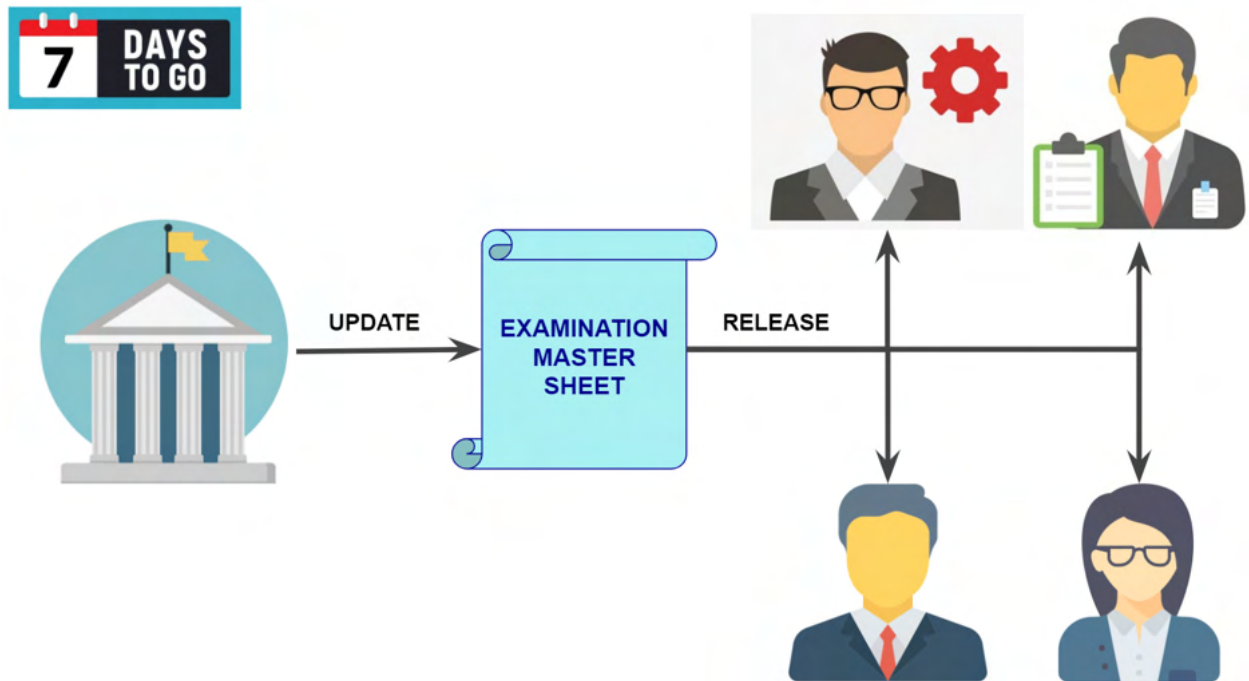 7
DAYS
TO GO
UPDATE
EXAMINATION
MASTER
SHEET
RELEASE